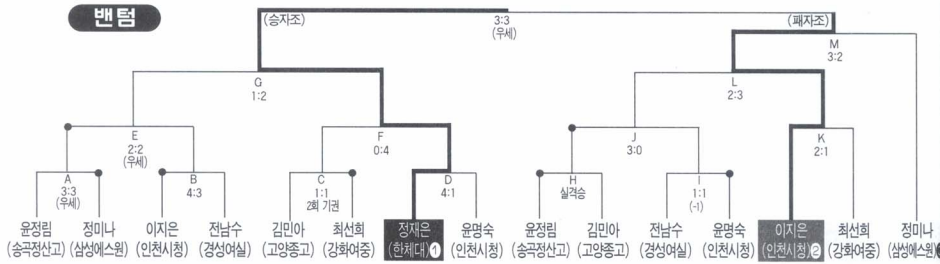 밴텀
(승자조)
3:3
(우세)
(패자조)
M
3:2
G
1:2
L
2:3
E
2:2
(우세)
F
0:4
J
3:0
K
2:1
A
3:3
(우세)
B
4:3
C
1:1
2회 기권
D
4:1
H
실격승
I
1:1
(-1)
윤정림 정미나 이지은 전남수 김민아 최선희 정재은 윤명숙 윤정림 김민아 전남수 윤명숙 이지은 최선희 정미나
(송곡정산고) (삼성에스원) (인천시청) (경성여실) (고양종고) (강화여중) (한체대)❶ (인천시청) (송곡정산고) (고양종고) (경성여실) (인천시청) (인천시청)❷ (강화여중) (삼성에스원)